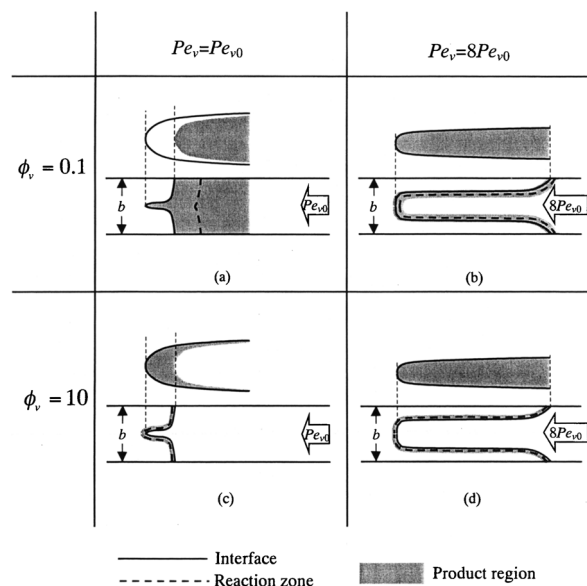 Pe_v=Pe_v0 Pe_v=8Pe_v0
ϕ_v = 0.1
b Pe_v0 b 8Pe_v0
(a) (b)
ϕ_v = 10
b Pe_v0 b 8Pe_v0
(c) (d)
Interface
Reaction zone
Product region